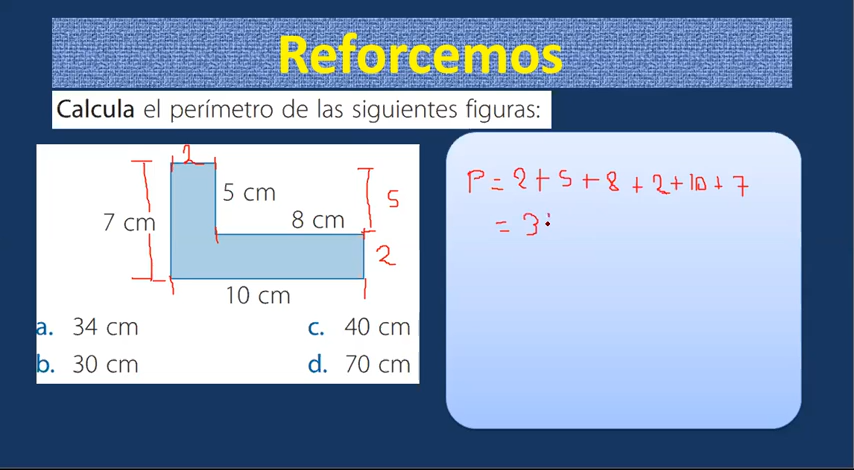 Reforcemos
Calcula el perímetro de las siguientes figuras:
2
5 cm
5
7 cm
8 cm
2
10 cm
a. 34 cm
c. 40 cm
b. 30 cm
d. 70 cm
P = 2 + 5 + 8 + 2 + 10 + 7
= 3